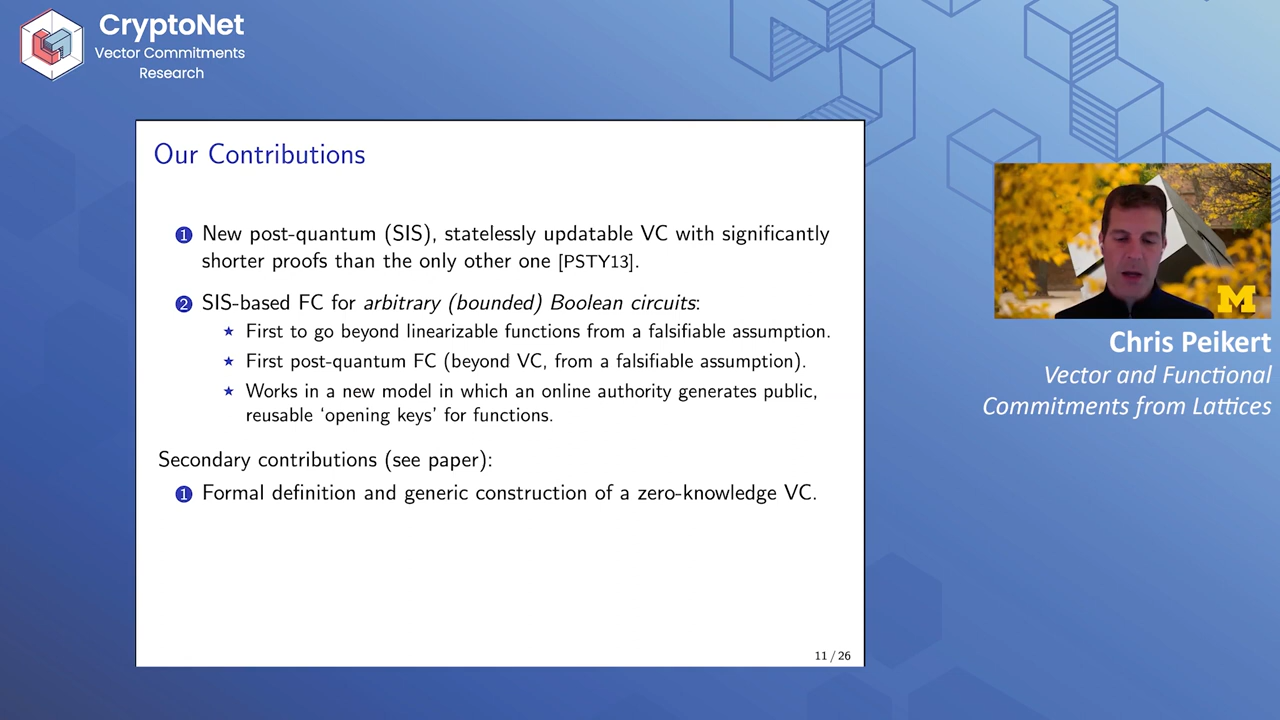 CryptoNet
Vector Commitments
Research
Our Contributions
1 New post-quantum (SIS), statelessly updatable VC with significantly
shorter proofs than the only other one [PSTY13].
2 SIS-based FC for arbitrary (bounded) Boolean circuits:
★ First to go beyond linearizable functions from a falsifiable assumption.
★ First post-quantum FC (beyond VC, from a falsifiable assumption).
★ Works in a new model in which an online authority generates public,
reusable ‘opening keys’ for functions.
Secondary contributions (see paper):
1 Formal definition and generic construction of a zero-knowledge VC.
11 / 26
M
Chris Peikert
Vector and Functional
Commitments from Lattices